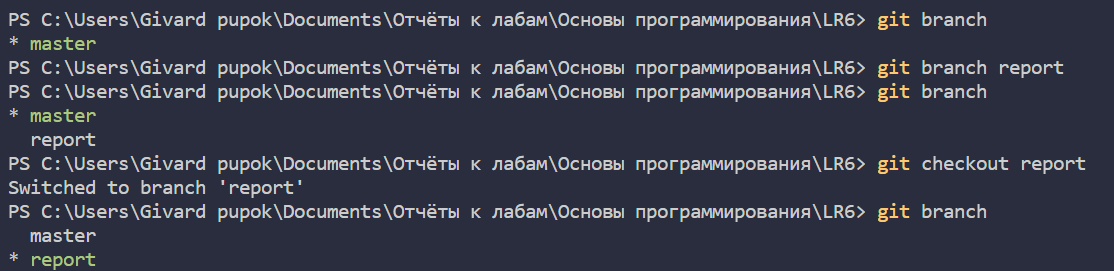 PS C:\Users\Givard pupok\Documents\Отчёты к лабам\Основы программирования\LR6> git branch
* master
PS C:\Users\Givard pupok\Documents\Отчёты к лабам\Основы программирования\LR6> git branch report
PS C:\Users\Givard pupok\Documents\Отчёты к лабам\Основы программирования\LR6> git branch
* master
  report
PS C:\Users\Givard pupok\Documents\Отчёты к лабам\Основы программирования\LR6> git checkout report
Switched to branch 'report'
PS C:\Users\Givard pupok\Documents\Отчёты к лабам\Основы программирования\LR6> git branch
  master
* report